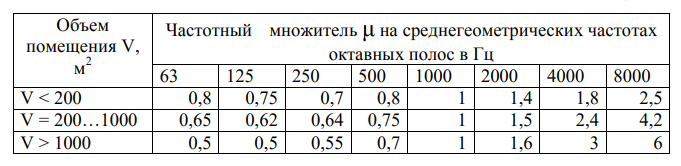 Объем помещения V, м2 Частотный множитель μ на среднегеометрических частотах октавных полос в Гц
63 125 250 500 1000 2000 4000 8000
V < 200 0,8 0,75 0,7 0,8 1 1,4 1,8 2,5
V = 200…1000 0,65 0,62 0,64 0,75 1 1,5 2,4 4,2
V > 1000 0,5 0,5 0,55 0,7 1 1,6 3 6